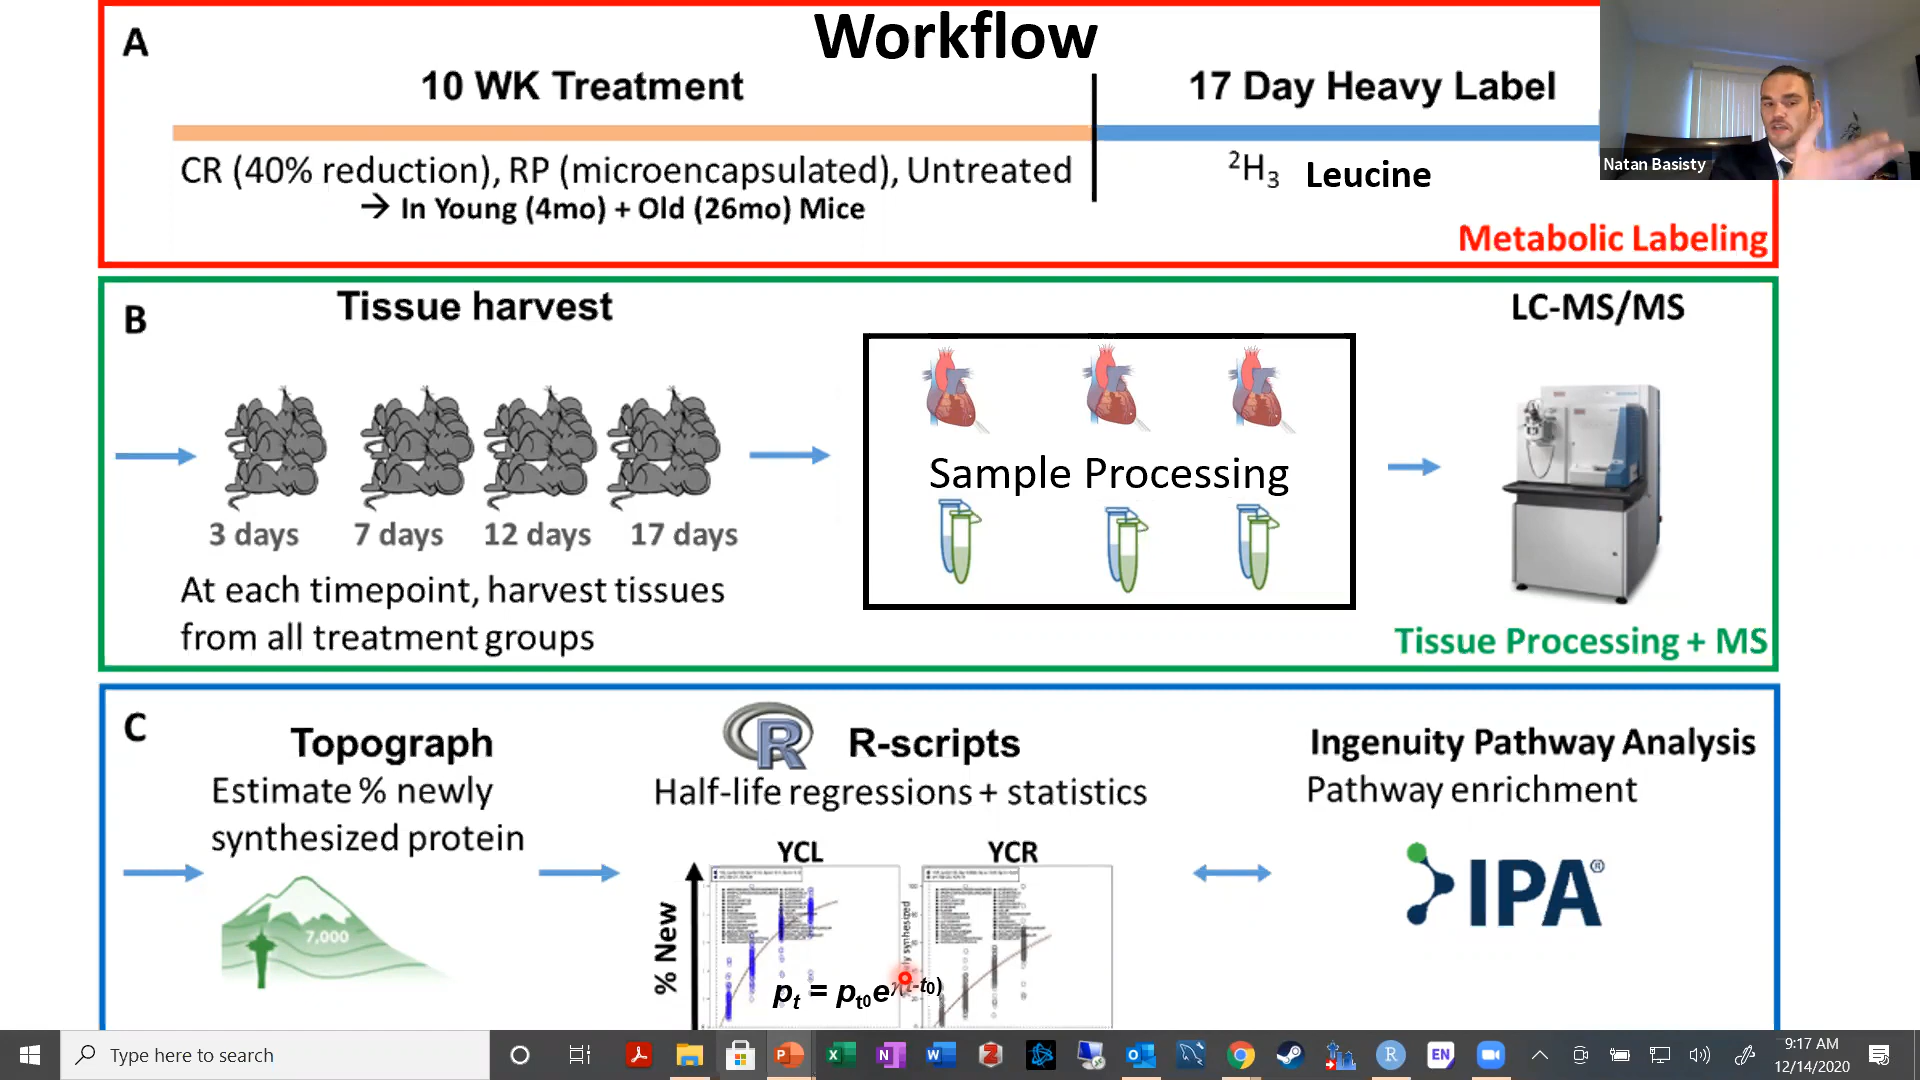 Workflow
A
10 WK Treatment
17 Day Heavy Label
CR (40% reduction), RP (microencapsulated), Untreated
→ In Young (4mo) + Old (26mo) Mice
²H₃ Leucine
Natan Basisty
Metabolic Labeling
B
Tissue harvest
LC-MS/MS
Sample Processing
3 days
7 days
12 days
17 days
At each timepoint, harvest tissues
from all treatment groups
Tissue Processing + MS
C
Topograph
Estimate % newly
synthesized protein
7,000
R
R-scripts
Half-life regressions + statistics
YCL
YCR
% New
Ingenuity Pathway Analysis
Pathway enrichment
IPA®
Type here to search
EN
9:17 AM
12/14/2020